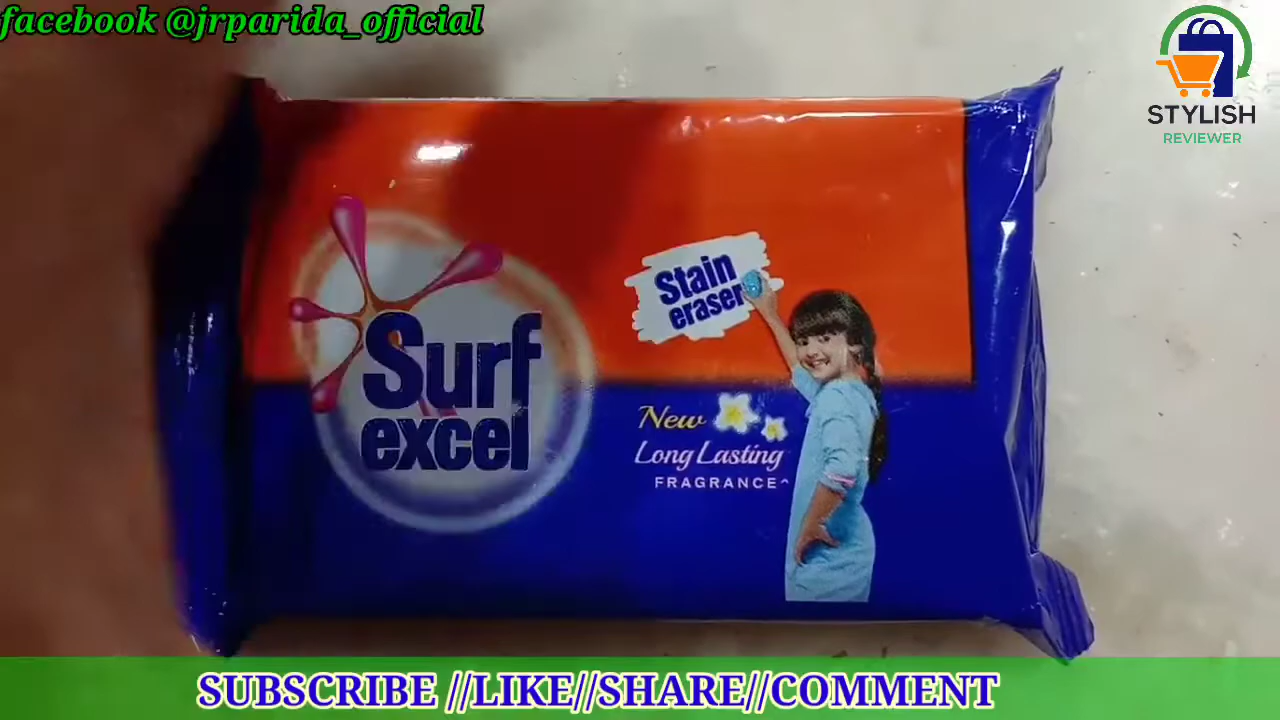 facebook @jrparida_official
STYLISH
REVIEWER
Stain
eraser
Surf
excel
New
Long Lasting
FRAGRANCE^
SUBSCRIBE //LIKE//SHARE//COMMENT